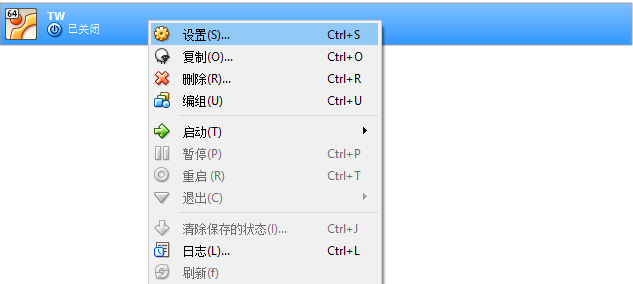 64
TW
已关闭
设置(S)... Ctrl+S
复制(O)... Ctrl+O
删除(R)... Ctrl+R
编组(U) Ctrl+U
启动(T)
暂停(P) Ctrl+P
重启 (R) Ctrl+T
退出(C)
清除保存的状态(I)... Ctrl+J
日志(L)... Ctrl+L
刷新(f)